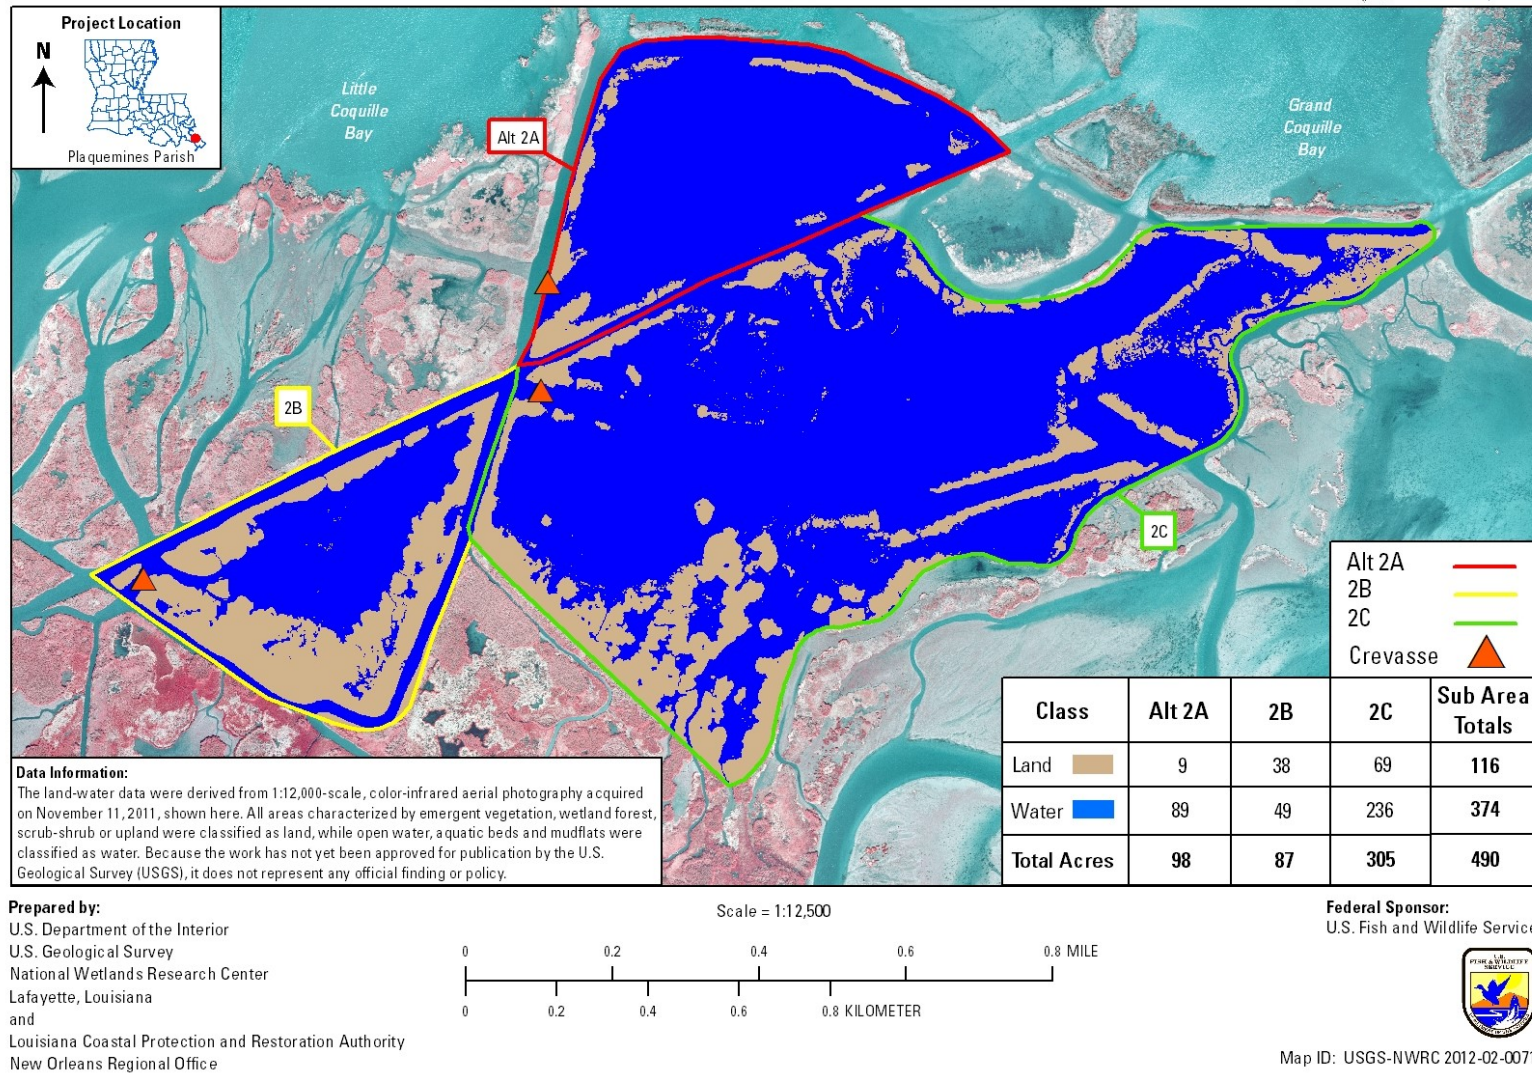 Project Location
N
Plaquemines Parish
Little
Coquille
Bay
Grand
Coquille
Bay
Alt 2A
2B
2C
Alt 2A
2B
2C
Crevasse
Class Alt 2A 2B 2C Sub Area Totals
Land 9 38 69 116
Water 89 49 236 374
Total Acres 98 87 305 490
Data Information:
The land-water data were derived from 1:12,000-scale, color-infrared aerial photography acquired
on November 11, 2011, shown here. All areas characterized by emergent vegetation, wetland forest,
scrub-shrub or upland were classified as land, while open water, aquatic beds and mudflats were
classified as water. Because the work has not yet been approved for publication by the U.S.
Geological Survey (USGS), it does not represent any official finding or policy.
Prepared by:
U.S. Department of the Interior
U.S. Geological Survey
National Wetlands Research Center
Lafayette, Louisiana
and
Louisiana Coastal Protection and Restoration Authority
New Orleans Regional Office
Scale = 1:12,500
0 0.2 0.4 0.6 0.8 MILE
0 0.2 0.4 0.6 0.8 KILOMETER
Federal Sponsor:
U.S. Fish and Wildlife Service
U.S.
FISH & WILDLIFE
SERVICE
Map ID: USGS-NWRC 2012-02-0071